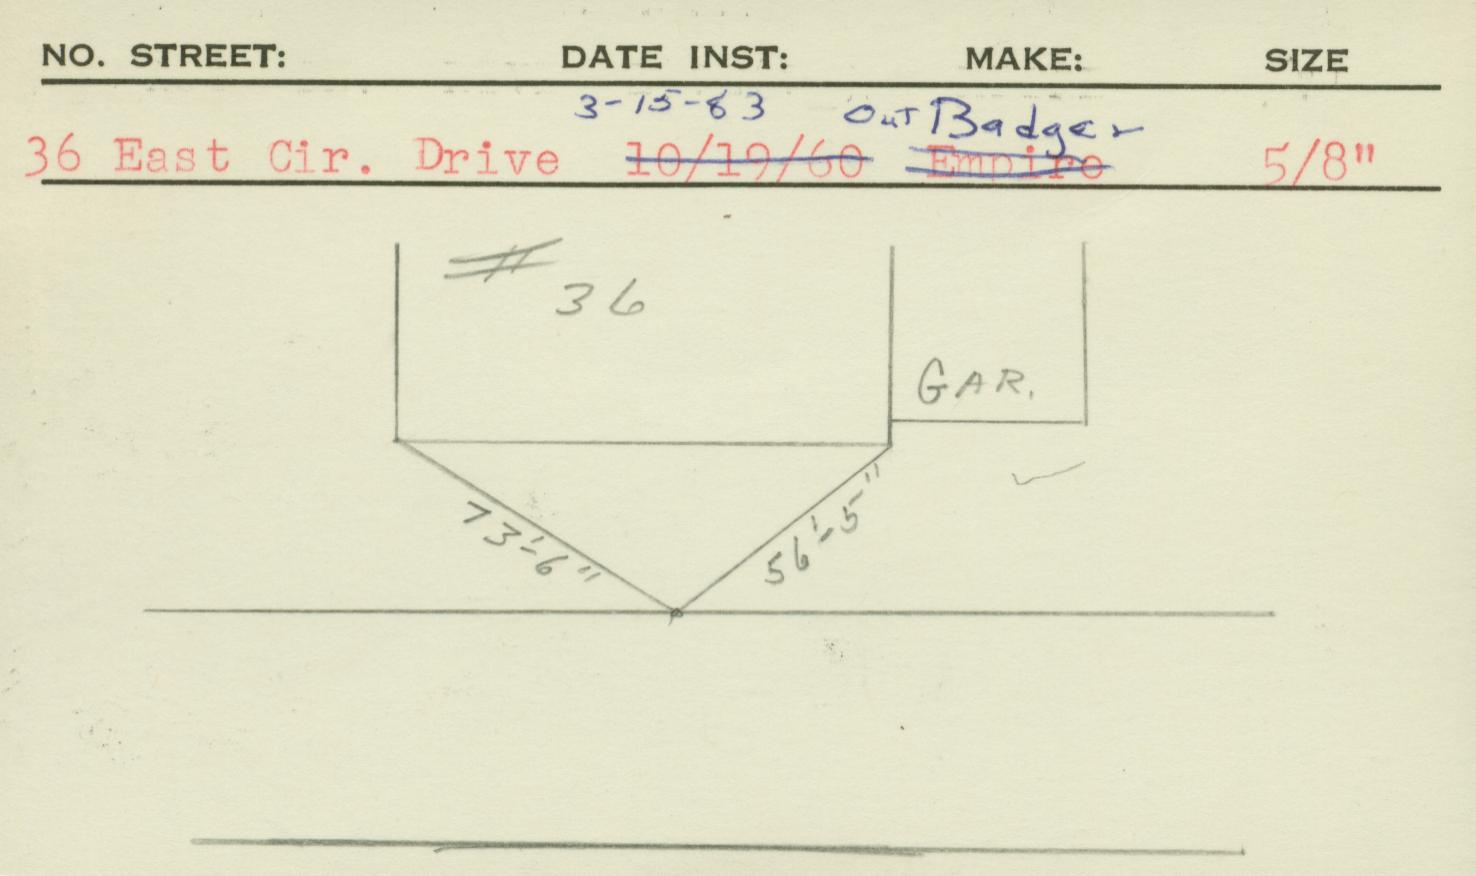 NO. STREET: DATE INST: MAKE: SIZE
3-15-83 OUT Badger
36 East Cir. Drive 10/19/60 Empire 5/8"
# 36
GAR.
73'-6" 56'-5"